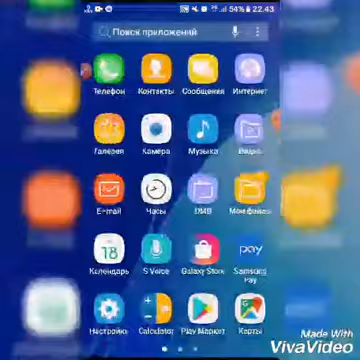 54% 22.43
Поиск приложений
Телефон Контакты Сообщения Интернет
Галерея Камера Музыка Видео
E-mail Часы Мои файлы
18
Календарь S Voice Galaxy Store pay Samsung Pay
Настройки Calculator Play Маркет Карты
Made With
VivaVideo